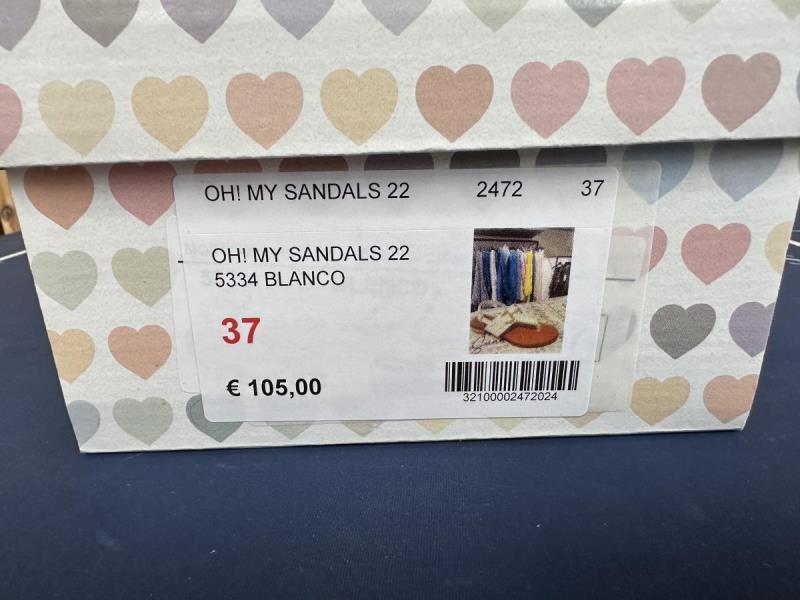 OH! MY SANDALS 22 2472 37
OH! MY SANDALS 22
5334 BLANCO
37
€ 105,00
32100002472024